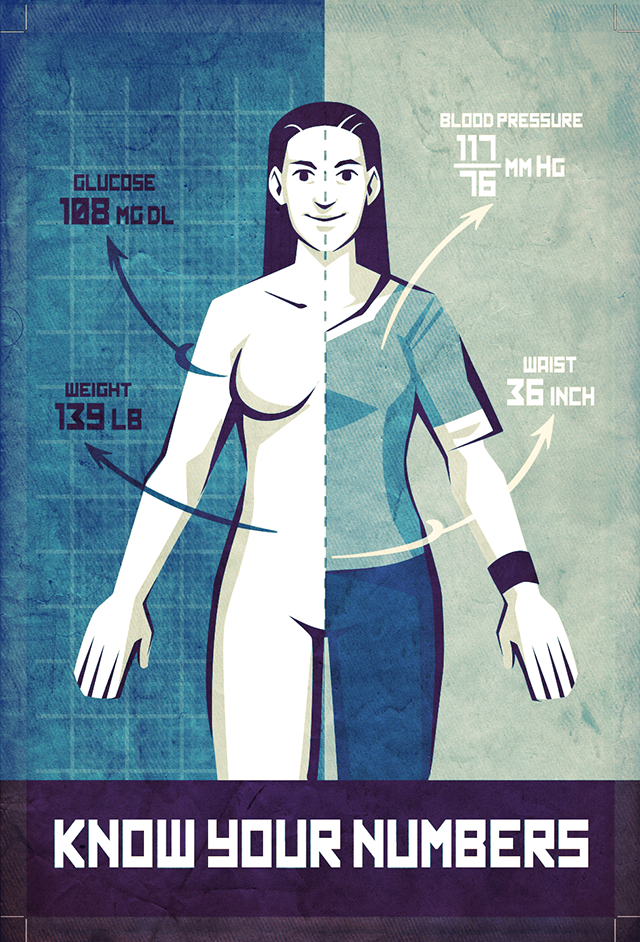 BLOOD PRESSURE
117
76 MM HG
GLUCOSE
108 MG DL
WAIST
36 INCH
WEIGHT
139 LB
KNOW YOUR NUMBERS